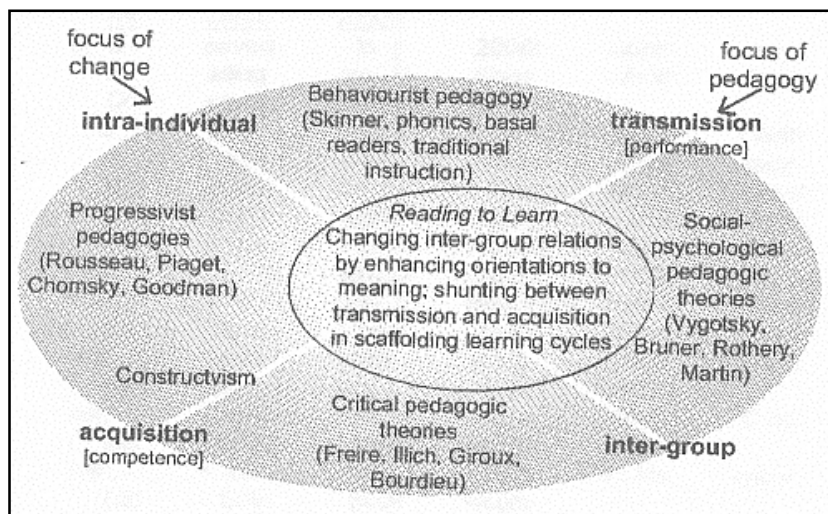 focus of
change
focus of
pedagogy
intra-individual
Behaviourist pedagogy
(Skinner, phonics, basal
readers, traditional
instruction)
transmission
[performance]
Progressivist
pedagogies
(Rousseau, Piaget,
Chomsky, Goodman)
Reading to Learn
Changing inter-group relations
by enhancing orientations to
meaning; shunting between
transmission and acquisition
in scaffolding learning cycles
Social-
psychological
pedagogic
theories
(Vygotsky,
Bruner, Rothery,
Martin)
Constructvism
acquisition
[competence]
Critical pedagogic
theories
(Freire, Illich, Giroux,
Bourdieu)
inter-group